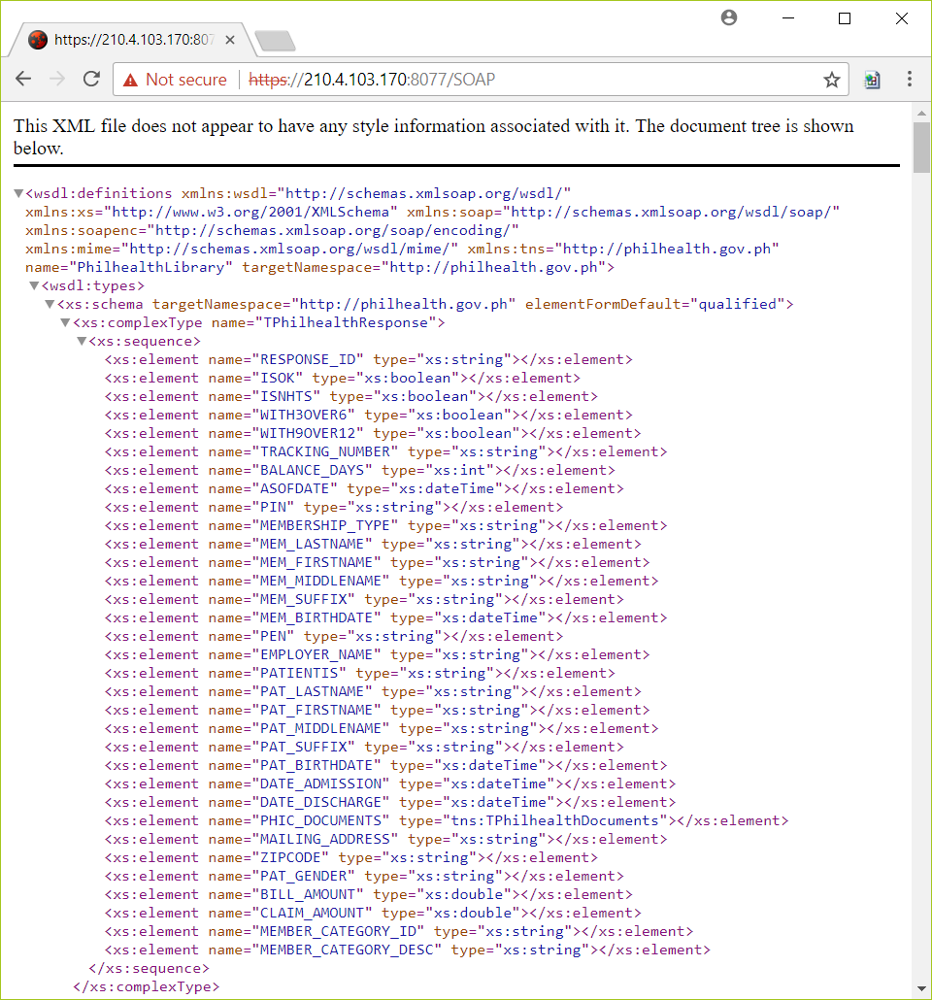 https://210.4.103.170:807
Not secure https://210.4.103.170:8077/SOAP
This XML file does not appear to have any style information associated with it. The document tree is shown
below.
▼<wsdl:definitions xmlns:wsdl="http://schemas.xmlsoap.org/wsdl/"
xmlns:xs="http://www.w3.org/2001/XMLSchema" xmlns:soap="http://schemas.xmlsoap.org/wsdl/soap/"
xmlns:soapenc="http://schemas.xmlsoap.org/soap/encoding/"
xmlns:mime="http://schemas.xmlsoap.org/wsdl/mime/" xmlns:tns="http://philhealth.gov.ph"
name="PhilhealthLibrary" targetNamespace="http://philhealth.gov.ph">
▼<wsdl:types>
▼<xs:schema targetNamespace="http://philhealth.gov.ph" elementFormDefault="qualified">
▼<xs:complexType name="TPhilhealthResponse">
▼<xs:sequence>
<xs:element name="RESPONSE_ID" type="xs:string"></xs:element>
<xs:element name="ISOK" type="xs:boolean"></xs:element>
<xs:element name="ISNHTS" type="xs:boolean"></xs:element>
<xs:element name="WITH3OVER6" type="xs:boolean"></xs:element>
<xs:element name="WITH9OVER12" type="xs:boolean"></xs:element>
<xs:element name="TRACKING_NUMBER" type="xs:string"></xs:element>
<xs:element name="BALANCE_DAYS" type="xs:int"></xs:element>
<xs:element name="ASOFDATE" type="xs:dateTime"></xs:element>
<xs:element name="PIN" type="xs:string"></xs:element>
<xs:element name="MEMBERSHIP_TYPE" type="xs:string"></xs:element>
<xs:element name="MEM_LASTNAME" type="xs:string"></xs:element>
<xs:element name="MEM_FIRSTNAME" type="xs:string"></xs:element>
<xs:element name="MEM_MIDDLENAME" type="xs:string"></xs:element>
<xs:element name="MEM_SUFFIX" type="xs:string"></xs:element>
<xs:element name="MEM_BIRTHDATE" type="xs:dateTime"></xs:element>
<xs:element name="PEN" type="xs:string"></xs:element>
<xs:element name="EMPLOYER_NAME" type="xs:string"></xs:element>
<xs:element name="PATIENTIS" type="xs:string"></xs:element>
<xs:element name="PAT_LASTNAME" type="xs:string"></xs:element>
<xs:element name="PAT_FIRSTNAME" type="xs:string"></xs:element>
<xs:element name="PAT_MIDDLENAME" type="xs:string"></xs:element>
<xs:element name="PAT_SUFFIX" type="xs:string"></xs:element>
<xs:element name="PAT_BIRTHDATE" type="xs:dateTime"></xs:element>
<xs:element name="DATE_ADMISSION" type="xs:dateTime"></xs:element>
<xs:element name="DATE_DISCHARGE" type="xs:dateTime"></xs:element>
<xs:element name="PHIC_DOCUMENTS" type="tns:TPhilhealthDocuments"></xs:element>
<xs:element name="MAILING_ADDRESS" type="xs:string"></xs:element>
<xs:element name="ZIPCODE" type="xs:string"></xs:element>
<xs:element name="PAT_GENDER" type="xs:string"></xs:element>
<xs:element name="BILL_AMOUNT" type="xs:double"></xs:element>
<xs:element name="CLAIM_AMOUNT" type="xs:double"></xs:element>
<xs:element name="MEMBER_CATEGORY_ID" type="xs:string"></xs:element>
<xs:element name="MEMBER_CATEGORY_DESC" type="xs:string"></xs:element>
</xs:sequence>
</xs:complexType>